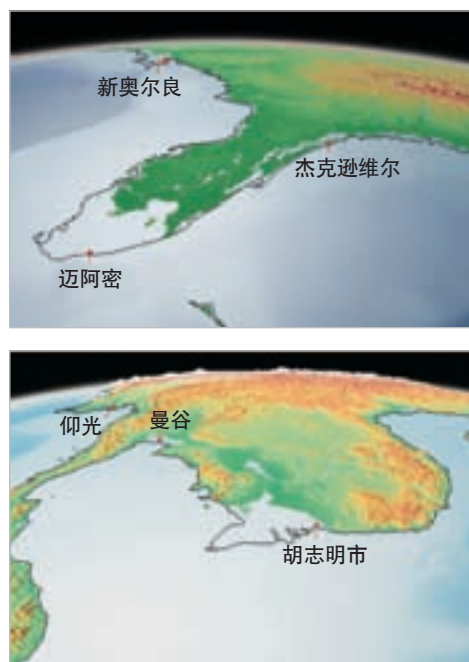 新奥尔良
杰克逊维尔
迈阿密
仰光
曼谷
胡志明市